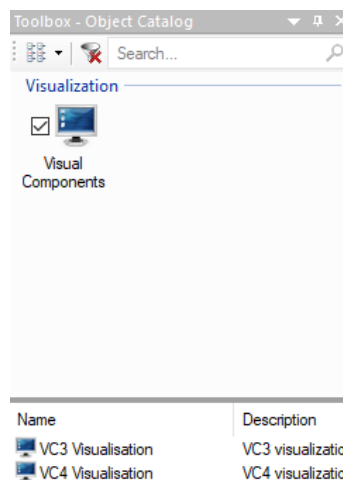 Toolbox - Object Catalog
Search...
Visualization
Visual
Components
Name Description
VC3 Visualisation VC3 visualizatio
VC4 Visualisation VC4 visualizatio